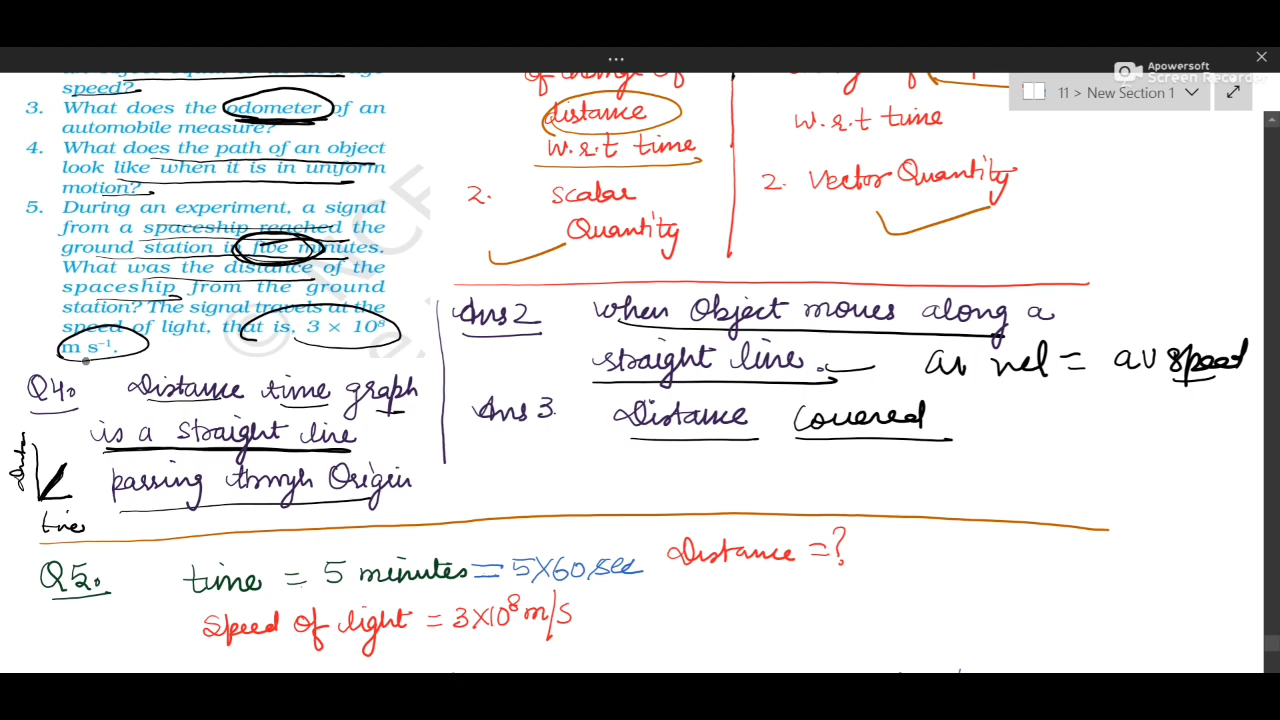 Apowersoft
Screen Recorder
11 > New Section 1
speed?
3. What does the odometer of an
automobile measure?
4. What does the path of an object
look like when it is in uniform
motion?
5. During an experiment, a signal
from a spaceship reached the
ground station in five minutes.
What was the distance of the
spaceship from the ground
station? The signal travels at the
speed of light, that is, 3 × 10⁸
m s⁻¹.
distance
w.r.t time
2. Scalar
Quantity
w.r.t time
2. Vector Quantity
Ans 2 When Object moves along a
straight line. av vel = av speed
Ans 3. Distance Covered
Q4. Distance time graph
is a straight line
passing through Origin
time
Q5. time = 5 minutes = 5X60 sec Distance = ?
Speed of light = 3X10⁸ m/s